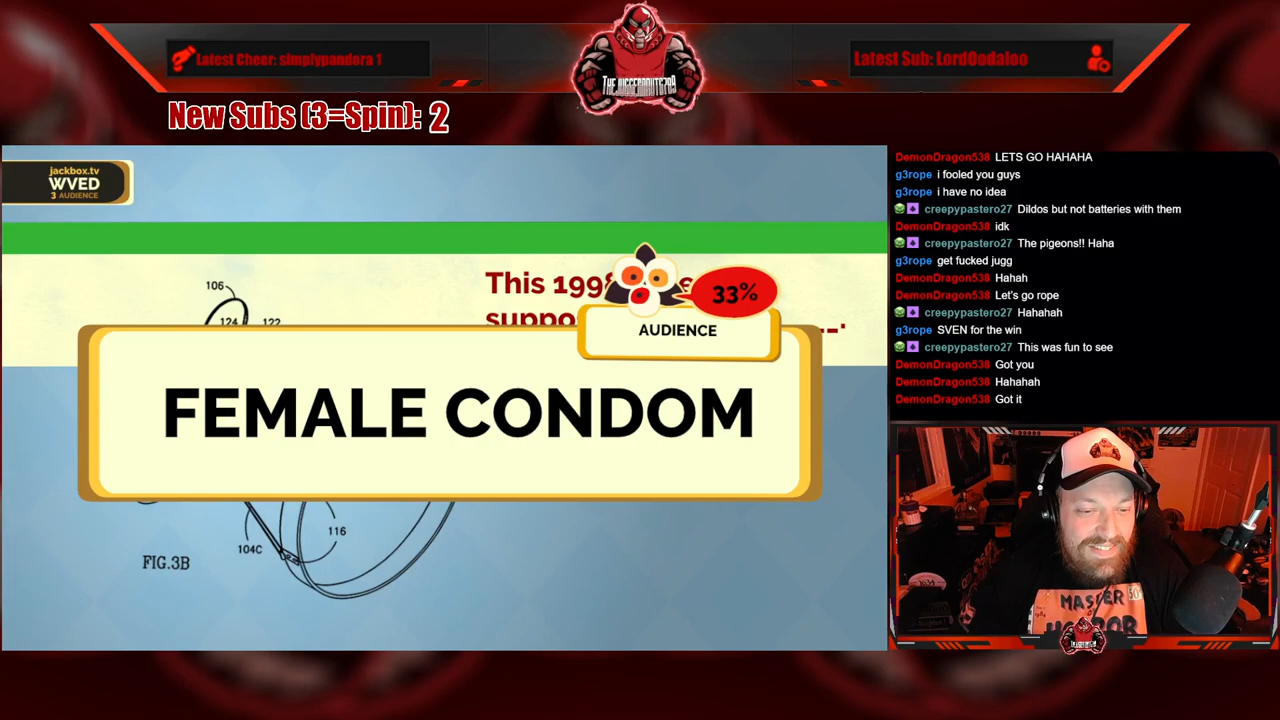 Latest Cheer: simplypandora 1
TheJuggernaut6789
Latest Sub: LordOodaloo
New Subs (3=Spin): 2
jackbox.tv
WVED
3 AUDIENCE
This 199
suppo
33%
AUDIENCE
FEMALE CONDOM
106
124
122
116
104C
FIG.3B
DemonDragon538 LETS GO HAHAHA
g3rope i fooled you guys
g3rope i have no idea
creepypastero27 Dildos but not batteries with them
DemonDragon538 idk
creepypastero27 The pigeons!! Haha
g3rope get fucked jugg
DemonDragon538 Hahah
DemonDragon538 Let's go rope
creepypastero27 Hahahah
g3rope SVEN for the win
creepypastero27 This was fun to see
DemonDragon538 Got you
DemonDragon538 Hahahah
DemonDragon538 Got it
MASTER
HORROR